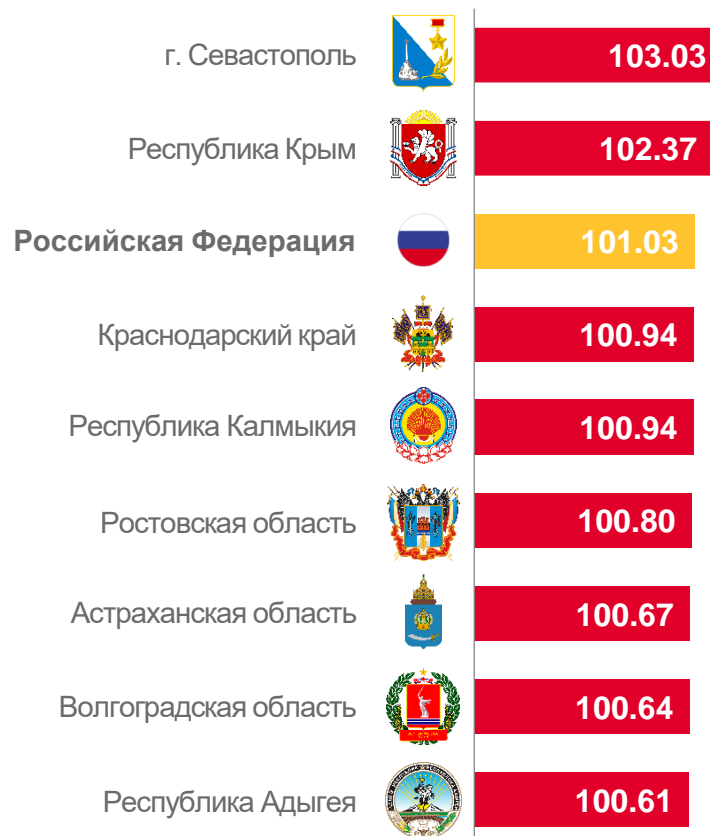 г. Севастополь 103.03
Республика Крым 102.37
Российская Федерация 101.03
Краснодарский край 100.94
Республика Калмыкия 100.94
Ростовская область 100.80
Астраханская область 100.67
Волгоградская область 100.64
Республика Адыгея 100.61